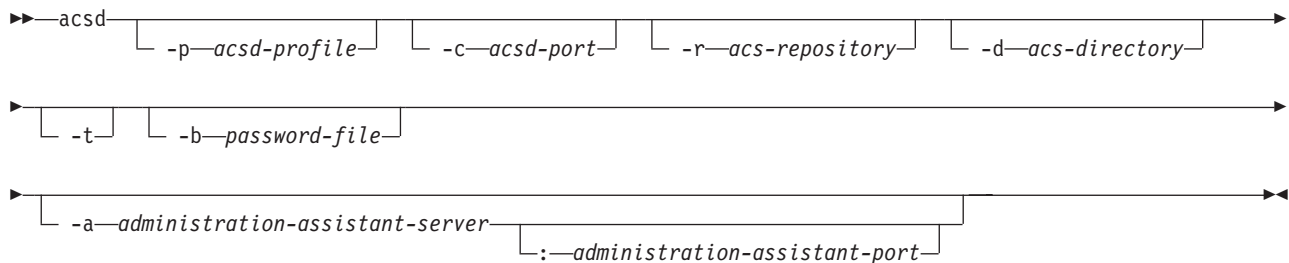 acsd
-p acsd-profile -c acsd-port -r acs-repository -d acs-directory
-t -b password-file
-a administration-assistant-server
: administration-assistant-port